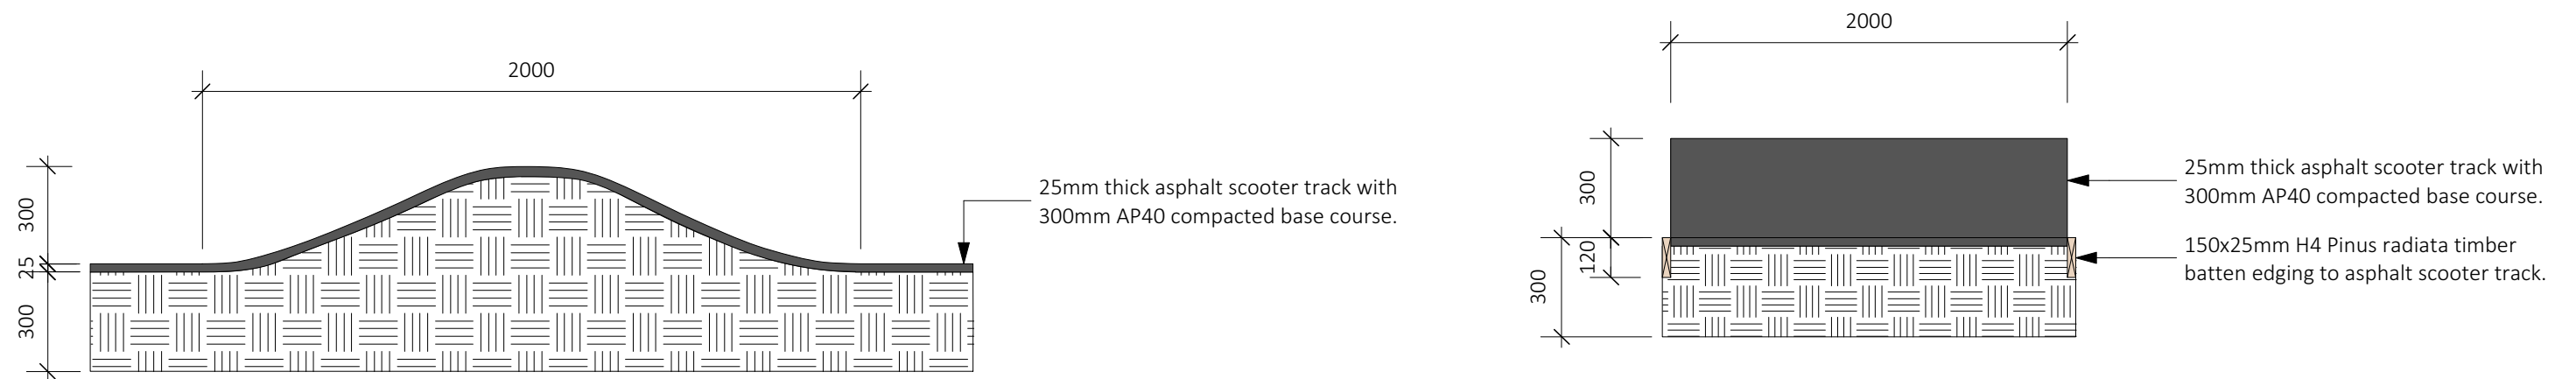 2000
300
25
300
25mm thick asphalt scooter track with
300mm AP40 compacted base course.
2000
300
120
300
25mm thick asphalt scooter track with
300mm AP40 compacted base course.
150x25mm H4 Pinus radiata timber
batten edging to asphalt scooter track.